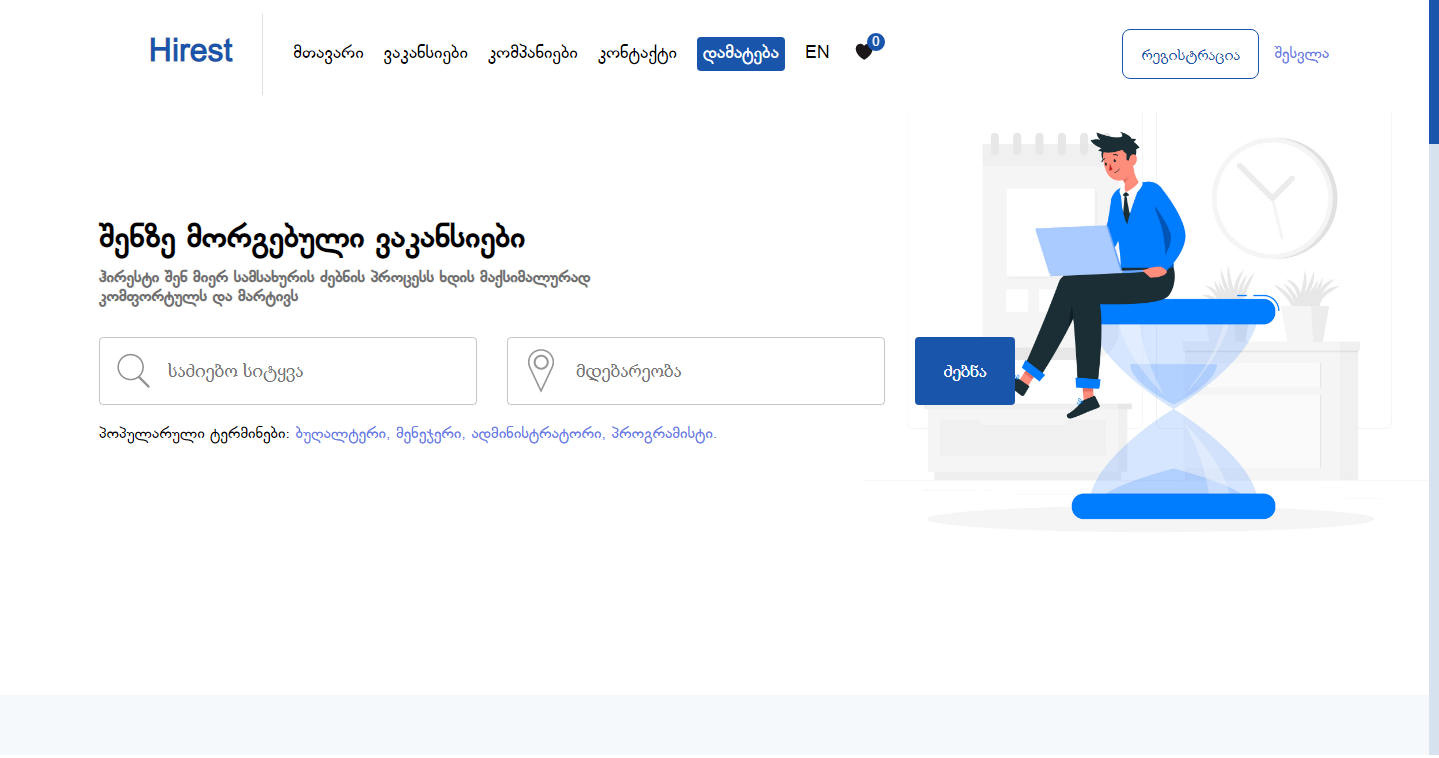 Hirest
მთავარი ვაკანსიები კომპანიები კონტაქტი დამატება EN 0
რეგისტრაცია შესვლა
შენზე მორგებული ვაკანსიები
ჰირესტი შენ მიერ სამსახურის ძებნის პროცესს ხდის მაქსიმალურად
კომფორტულს და მარტივს
საძიებო სიტყვა
მდებარეობა
ძებნა
პოპულარული ტერმინები: ბუღალტერი, მენეჯერი, ადმინისტრატორი, პროგრამისტი.